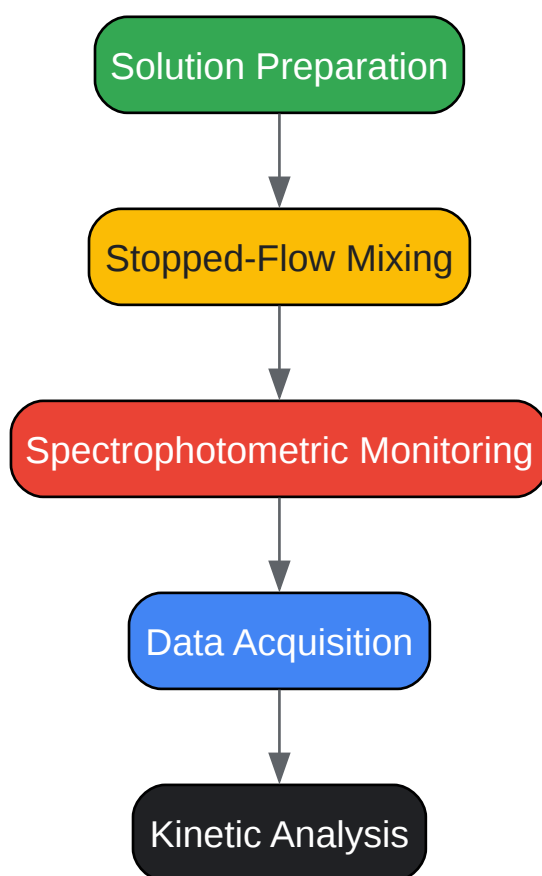 Solution Preparation
Stopped-Flow Mixing
Spectrophotometric Monitoring
Data Acquisition
Kinetic Analysis